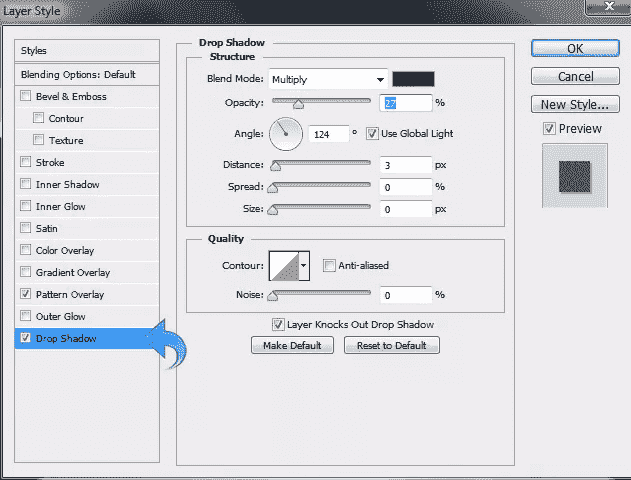 Layer Style
Styles
Blending Options: Default
Bevel & Emboss
Contour
Texture
Stroke
Inner Shadow
Inner Glow
Satin
Color Overlay
Gradient Overlay
Pattern Overlay
Outer Glow
Drop Shadow
Drop Shadow
Structure
Blend Mode: Multiply
Opacity: 27 %
Angle: 124 ° Use Global Light
Distance: 3 px
Spread: 0 %
Size: 0 px
Quality
Contour: Anti-aliased
Noise: 0 %
Layer Knocks Out Drop Shadow
Make Default Reset to Default
OK
Cancel
New Style...
Preview